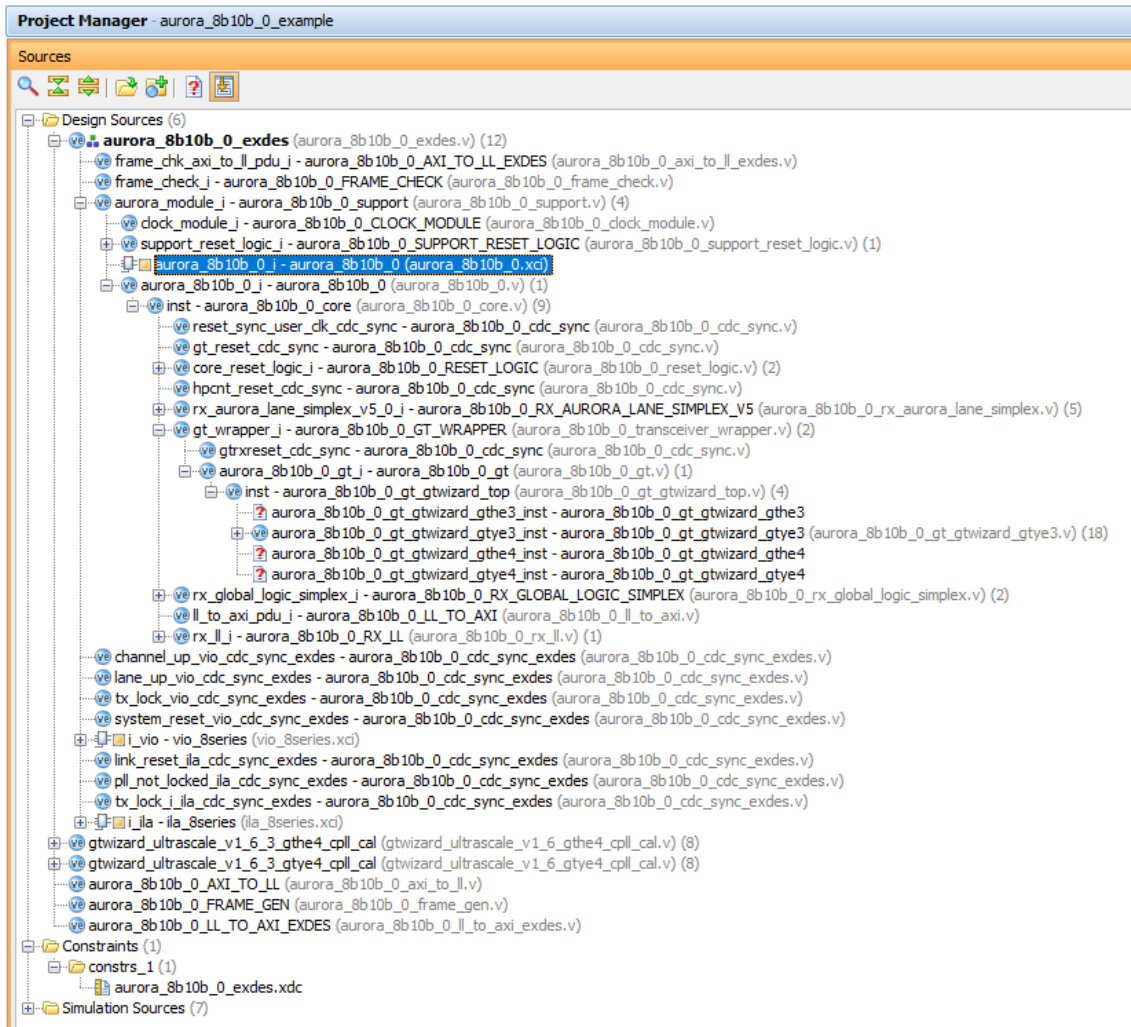 Project Manager - aurora_8b10b_0_example
Sources
Design Sources (6)
aurora_8b10b_0_exdes (aurora_8b10b_0_exdes.v) (12)
frame_chk_axi_to_ll_pdu_i - aurora_8b10b_0_AXI_TO_LL_EXDES (aurora_8b10b_0_axi_to_ll_exdes.v)
frame_check_i - aurora_8b10b_0_FRAME_CHECK (aurora_8b10b_0_frame_check.v)
aurora_module_i - aurora_8b10b_0_support (aurora_8b10b_0_support.v) (4)
clock_module_i - aurora_8b10b_0_CLOCK_MODULE (aurora_8b10b_0_clock_module.v)
support_reset_logic_i - aurora_8b10b_0_SUPPORT_RESET_LOGIC (aurora_8b10b_0_support_reset_logic.v) (1)
aurora_8b10b_0_i - aurora_8b10b_0 (aurora_8b10b_0.xci)
aurora_8b10b_0_i - aurora_8b10b_0 (aurora_8b10b_0.v) (1)
inst - aurora_8b10b_0_core (aurora_8b10b_0_core.v) (9)
reset_sync_user_clk_cdc_sync - aurora_8b10b_0_cdc_sync (aurora_8b10b_0_cdc_sync.v)
gt_reset_cdc_sync - aurora_8b10b_0_cdc_sync (aurora_8b10b_0_cdc_sync.v)
core_reset_logic_i - aurora_8b10b_0_RESET_LOGIC (aurora_8b10b_0_reset_logic.v) (2)
hpcnt_reset_cdc_sync - aurora_8b10b_0_cdc_sync (aurora_8b10b_0_cdc_sync.v)
rx_aurora_lane_simplex_v5_0_i - aurora_8b10b_0_RX_AURORA_LANE_SIMPLEX_V5 (aurora_8b10b_0_rx_aurora_lane_simplex.v) (5)
gt_wrapper_i - aurora_8b10b_0_GT_WRAPPER (aurora_8b10b_0_transceiver_wrapper.v) (2)
gtrxreset_cdc_sync - aurora_8b10b_0_cdc_sync (aurora_8b10b_0_cdc_sync.v)
aurora_8b10b_0_gt_i - aurora_8b10b_0_gt (aurora_8b10b_0_gt.v) (1)
inst - aurora_8b10b_0_gt_gtwizard_top (aurora_8b10b_0_gt_gtwizard_top.v) (4)
aurora_8b10b_0_gt_gtwizard_gthe3_inst - aurora_8b10b_0_gt_gtwizard_gthe3
aurora_8b10b_0_gt_gtwizard_gtye3_inst - aurora_8b10b_0_gt_gtwizard_gtye3 (aurora_8b10b_0_gt_gtwizard_gtye3.v) (18)
aurora_8b10b_0_gt_gtwizard_gthe4_inst - aurora_8b10b_0_gt_gtwizard_gthe4
aurora_8b10b_0_gt_gtwizard_gtye4_inst - aurora_8b10b_0_gt_gtwizard_gtye4
rx_global_logic_simplex_i - aurora_8b10b_0_RX_GLOBAL_LOGIC_SIMPLEX (aurora_8b10b_0_rx_global_logic_simplex.v) (2)
ll_to_axi_pdu_i - aurora_8b10b_0_LL_TO_AXI (aurora_8b10b_0_ll_to_axi.v)
rx_ll_i - aurora_8b10b_0_RX_LL (aurora_8b10b_0_rx_ll.v) (1)
channel_up_vio_cdc_sync_exdes - aurora_8b10b_0_cdc_sync_exdes (aurora_8b10b_0_cdc_sync_exdes.v)
lane_up_vio_cdc_sync_exdes - aurora_8b10b_0_cdc_sync_exdes (aurora_8b10b_0_cdc_sync_exdes.v)
tx_lock_vio_cdc_sync_exdes - aurora_8b10b_0_cdc_sync_exdes (aurora_8b10b_0_cdc_sync_exdes.v)
system_reset_vio_cdc_sync_exdes - aurora_8b10b_0_cdc_sync_exdes (aurora_8b10b_0_cdc_sync_exdes.v)
i_vio - vio_8series (vio_8series.xci)
link_reset_ila_cdc_sync_exdes - aurora_8b10b_0_cdc_sync_exdes (aurora_8b10b_0_cdc_sync_exdes.v)
pll_not_locked_ila_cdc_sync_exdes - aurora_8b10b_0_cdc_sync_exdes (aurora_8b10b_0_cdc_sync_exdes.v)
tx_lock_i_ila_cdc_sync_exdes - aurora_8b10b_0_cdc_sync_exdes (aurora_8b10b_0_cdc_sync_exdes.v)
i_ila - ila_8series (ila_8series.xci)
gtwizard_ultrascale_v1_6_3_gthe4_cpll_cal (gtwizard_ultrascale_v1_6_gthe4_cpll_cal.v) (8)
gtwizard_ultrascale_v1_6_3_gtye4_cpll_cal (gtwizard_ultrascale_v1_6_gtye4_cpll_cal.v) (8)
aurora_8b10b_0_AXI_TO_LL (aurora_8b10b_0_axi_to_ll.v)
aurora_8b10b_0_FRAME_GEN (aurora_8b10b_0_frame_gen.v)
aurora_8b10b_0_LL_TO_AXI_EXDES (aurora_8b10b_0_ll_to_axi_exdes.v)
Constraints (1)
constrs_1 (1)
aurora_8b10b_0_exdes.xdc
Simulation Sources (7)